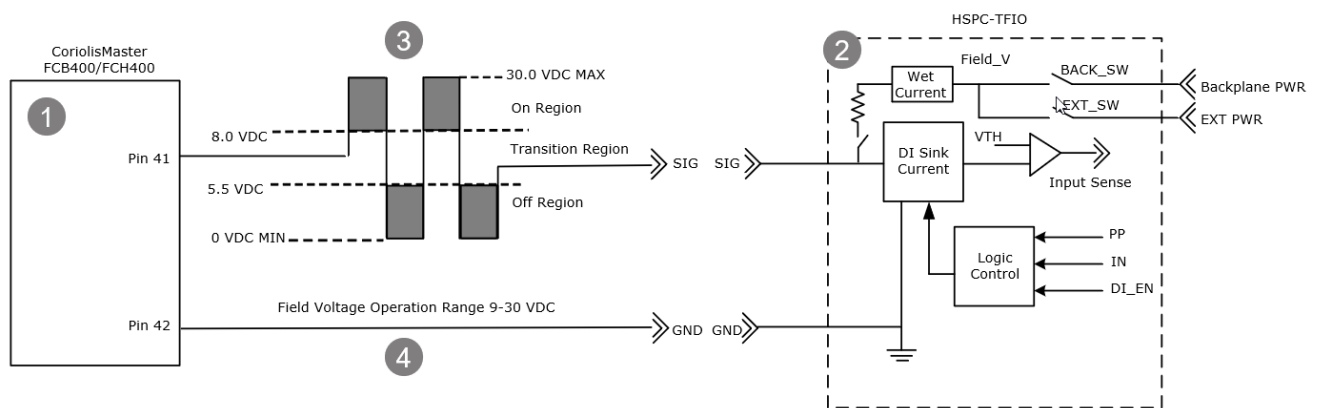 HSPC-TFIO
CoriolisMaster
FCB400/FCH400
1
2
3
30.0 VDC MAX
On Region
8.0 VDC
Pin 41
Transition Region
5.5 VDC
Off Region
0 VDC MIN
SIG
SIG
Field_V
Wet
Current
BACK_SW
Backplane PWR
EXT_SW
EXT PWR
VTH
DI Sink
Current
Input Sense
Logic
Control
PP
IN
DI_EN
Field Voltage Operation Range 9-30 VDC
Pin 42
GND
GND
4